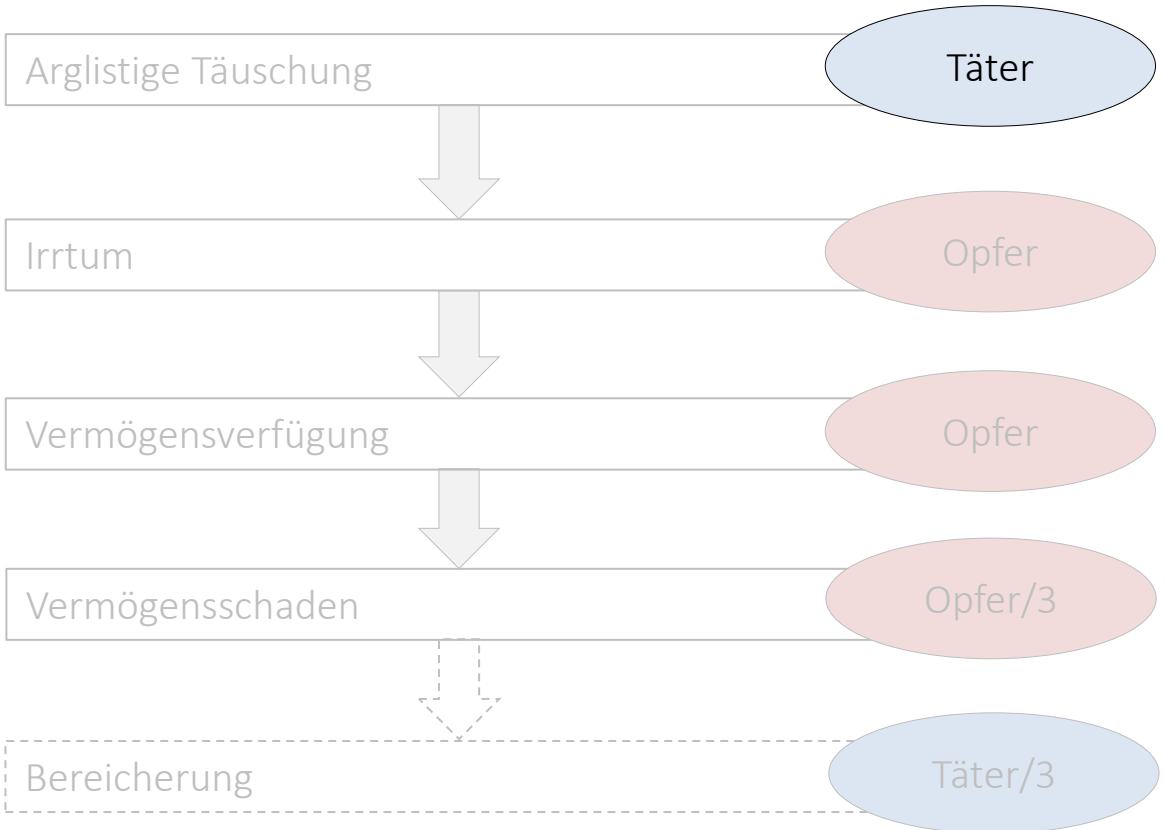 Arglistige Täuschung
Täter
Irrtum
Opfer
Vermögensverfügung
Opfer
Vermögensschaden
Opfer/3
Bereicherung
Täter/3